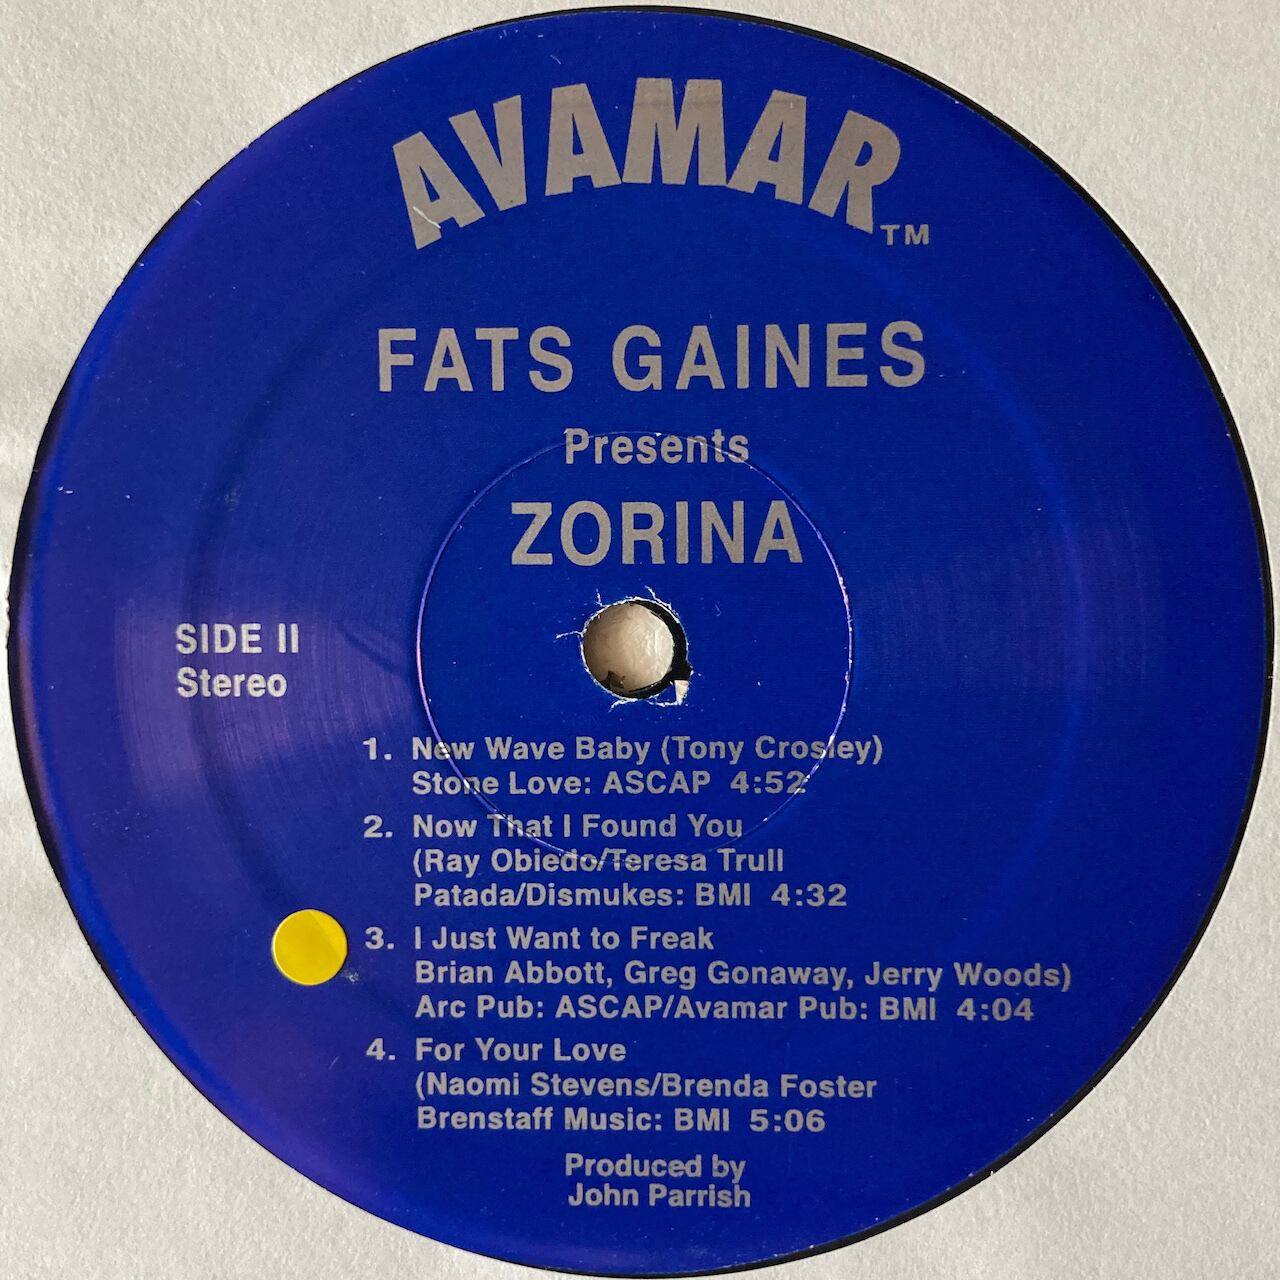 AVAMAR TM
FATS GAINES
Presents
ZORINA
SIDE II
Stereo
1. New Wave Baby (Tony Crosley)
Stone Love: ASCAP 4:52
2. Now That I Found You
(Ray Obiedo/Teresa Trull
Patada/Dismukes: BMI 4:32
3. I Just Want to Freak
Brian Abbott, Greg Gonaway, Jerry Woods)
Arc Pub: ASCAP/Avamar Pub: BMI 4:04
4. For Your Love
(Naomi Stevens/Brenda Foster
Brenstaff Music: BMI 5:06
Produced by
John Parrish